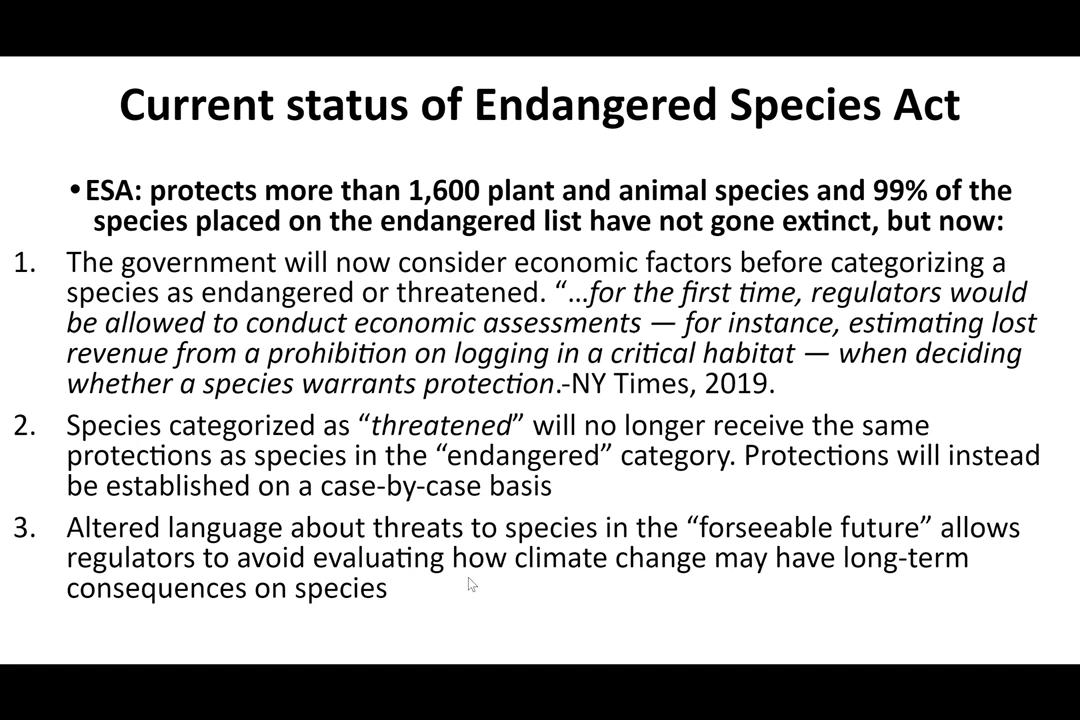 Current status of Endangered Species Act
•ESA: protects more than 1,600 plant and animal species and 99% of the
species placed on the endangered list have not gone extinct, but now:
1. The government will now consider economic factors before categorizing a
species as endangered or threatened. “…for the first time, regulators would
be allowed to conduct economic assessments — for instance, estimating lost
revenue from a prohibition on logging in a critical habitat — when deciding
whether a species warrants protection.-NY Times, 2019.
2. Species categorized as “threatened” will no longer receive the same
protections as species in the “endangered” category. Protections will instead
be established on a case-by-case basis
3. Altered language about threats to species in the “forseeable future” allows
regulators to avoid evaluating how climate change may have long-term
consequences on species